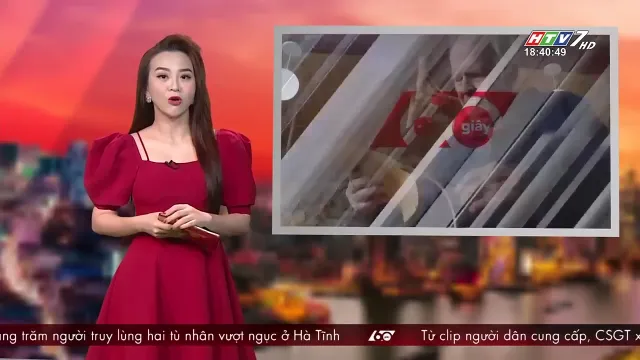 HTV7 HD
18:40:49
giây
ăng trăm người truy lùng hai tù nhân vượt ngục ở Hà Tĩnh 60 Từ clip người dân cung cấp, CSGT x